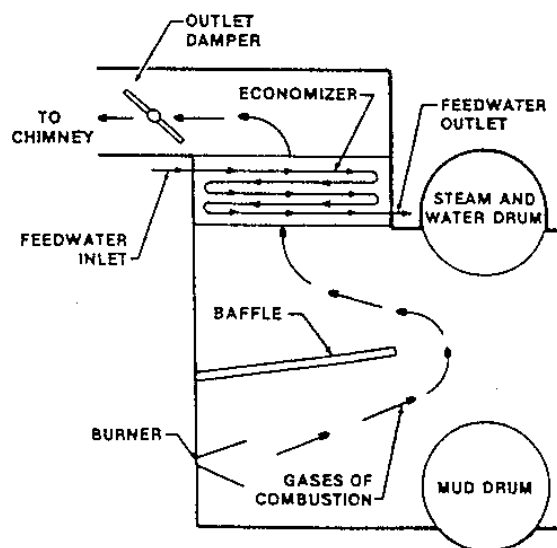 OUTLET
DAMPER
ECONOMIZER
FEEDWATER
OUTLET
TO
CHIMNEY
STEAM AND
WATER DRUM
FEEDWATER
INLET
BAFFLE
BURNER
GASES OF
COMBUSTION
MUD DRUM